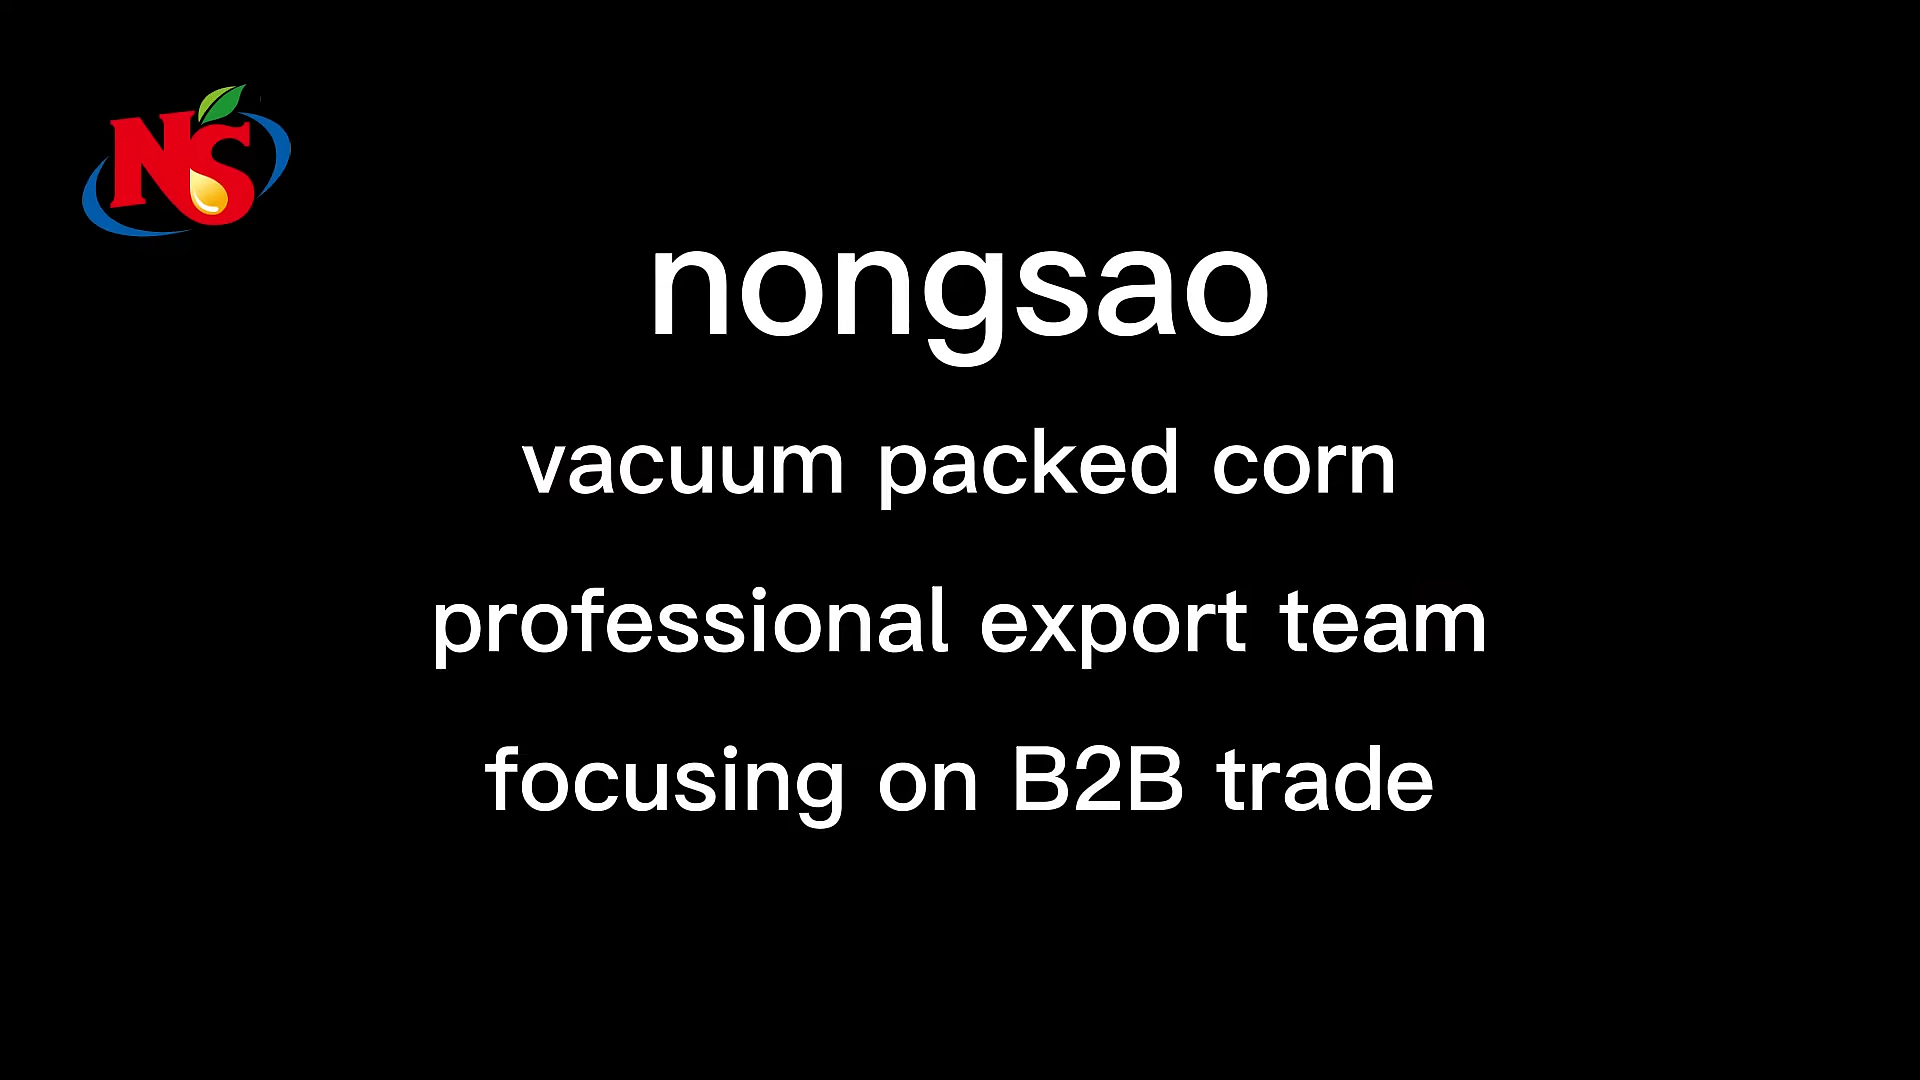 NS
nongsao
vacuum packed corn
professional export team
focusing on B2B trade